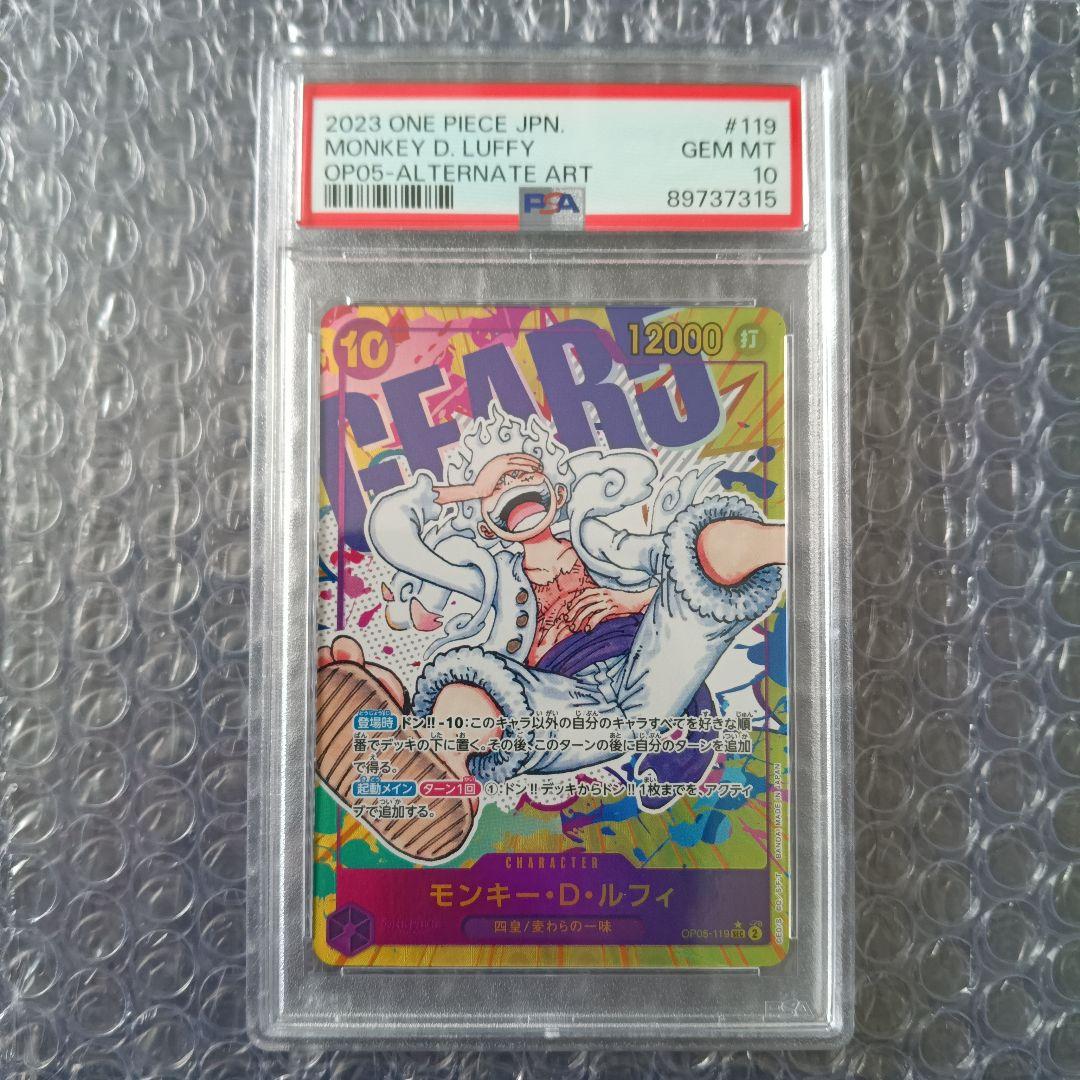 2023 ONE PIECE JPN. #119
MONKEY D. LUFFY GEM MT
OP05-ALTERNATE ART 10
PSA 89737315
10 GEAR5 12000 打
登場時 ドン!!-10:このキャラ以外の自分のキャラすべてを好きな順
番でデッキの下に置く。その後、このターンの後に自分のターンを追加
で得る。
起動メイン ターン1回 ①:ドン!!デッキからドン!!1枚までを、アクティ
ブで追加する。
CHARACTER
モンキー・D・ルフィ
四皇/麦わらの一味
OP05-119 SEC 2
BANDAI MADE IN JAPAN
PSA